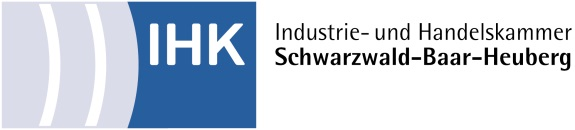 IHK
Industrie- und Handelskammer
Schwarzwald-Baar-Heuberg